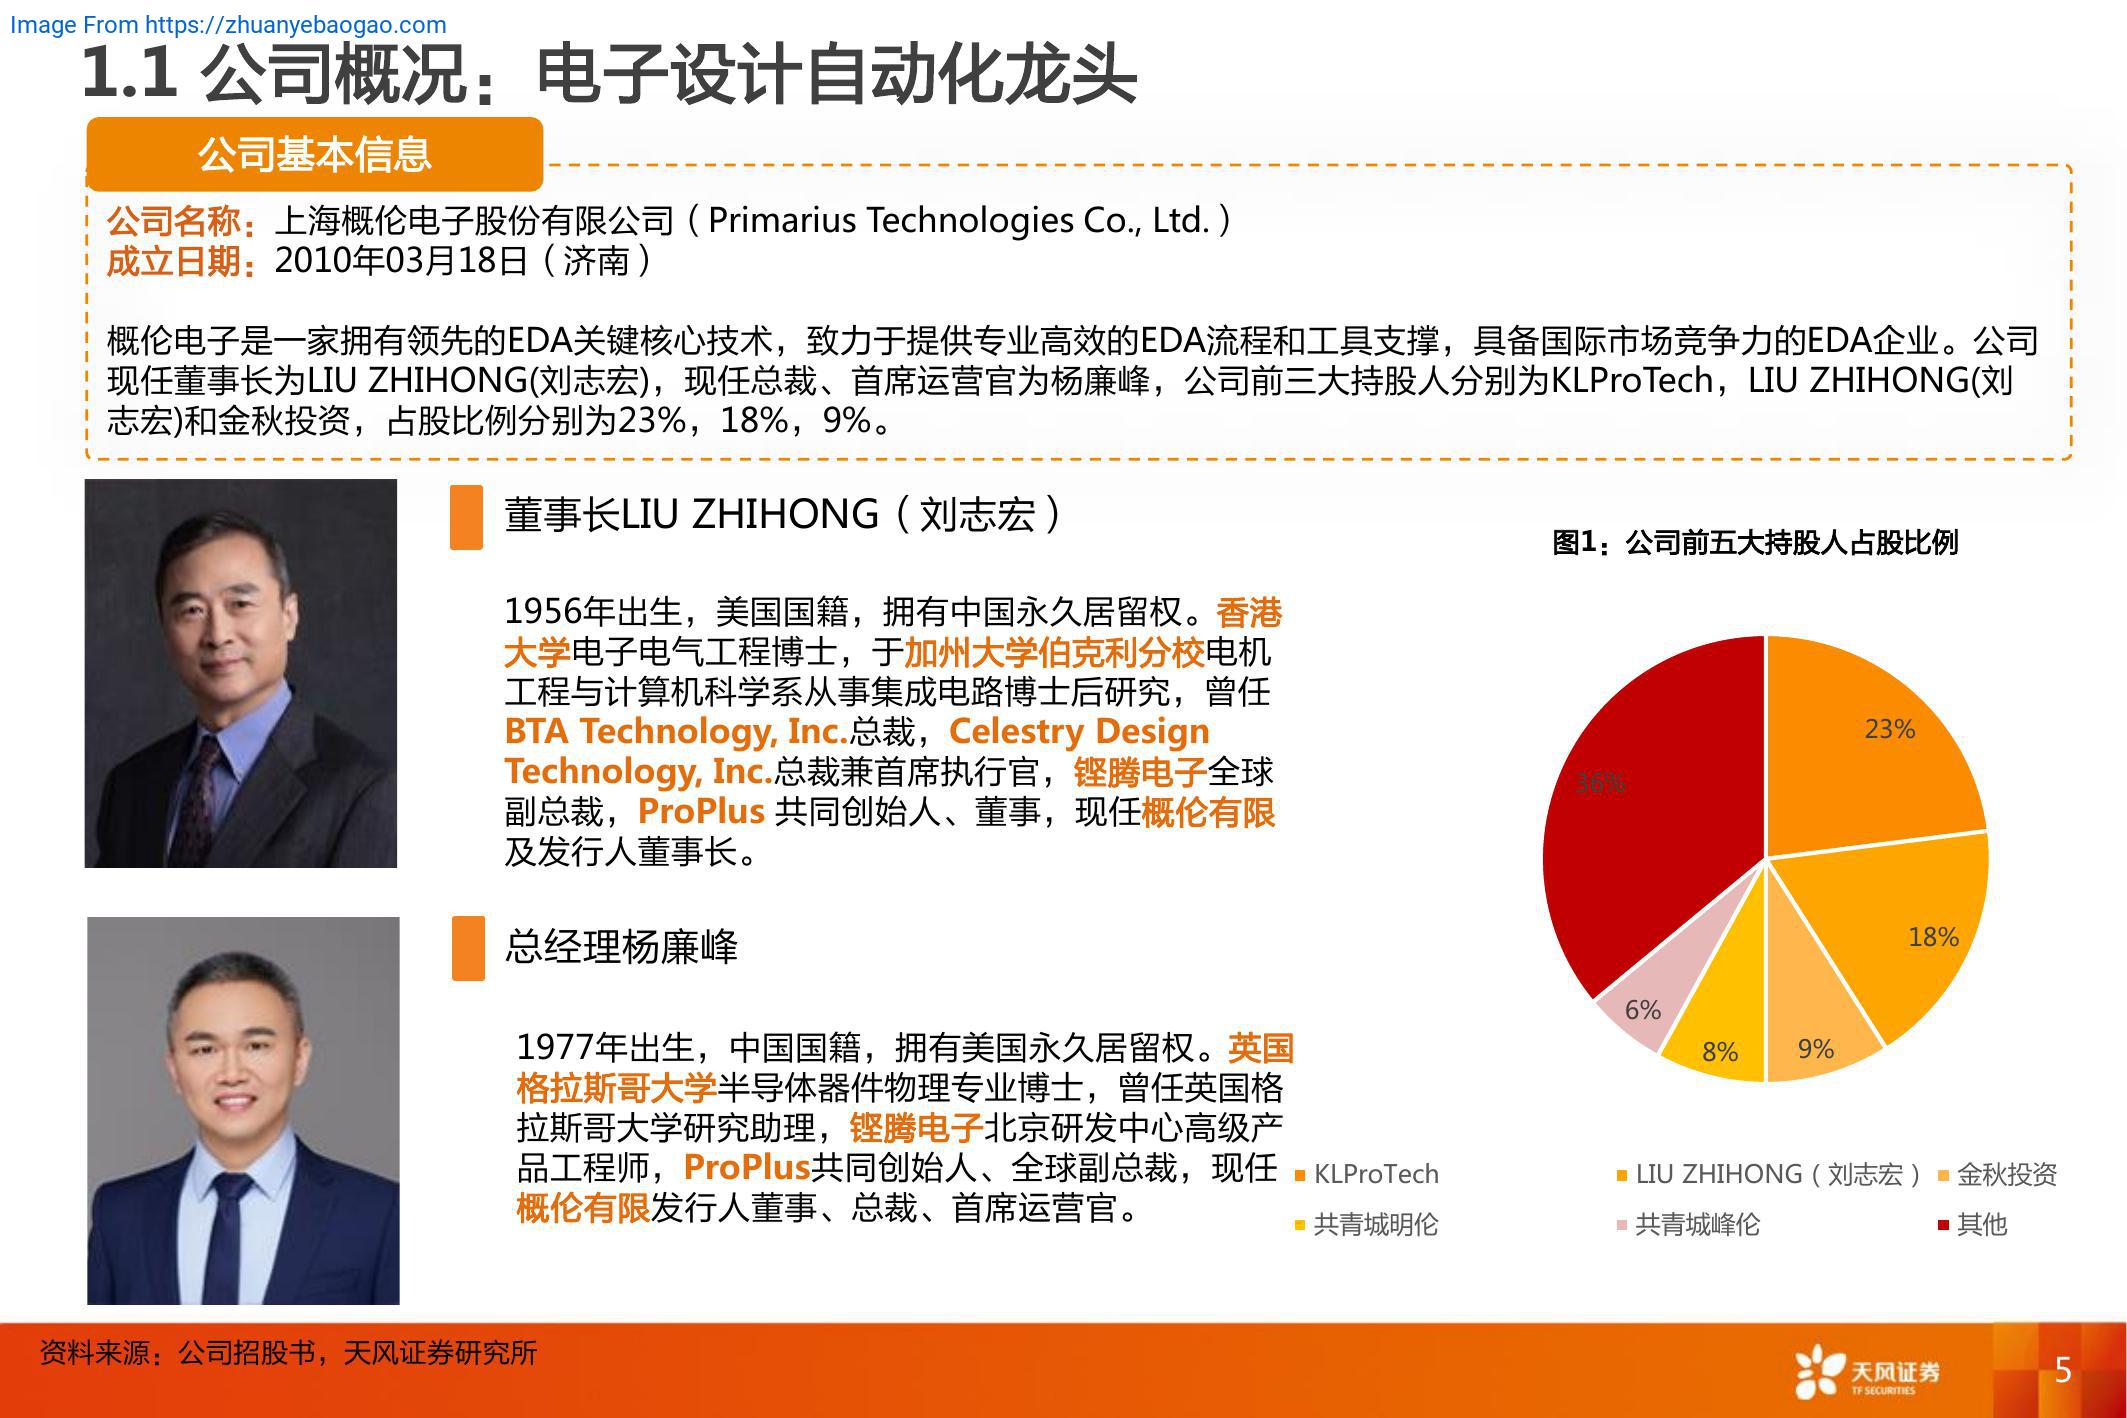 Image From https://zhuanyebaogao.com
1.1 公司概况：电子设计自动化龙头
公司基本信息
公司名称：上海概伦电子股份有限公司（Primarius Technologies Co., Ltd.）
成立日期：2010年03月18日（济南）
概伦电子是一家拥有领先的EDA关键核心技术，致力于提供专业高效的EDA流程和工具支撑，具备国际市场竞争力的EDA企业。公司
现任董事长为LIU ZHIHONG(刘志宏)，现任总裁、首席运营官为杨廉峰，公司前三大持股人分别为KLProTech，LIU ZHIHONG(刘
志宏)和金秋投资，占股比例分别为23%，18%，9%。
董事长LIU ZHIHONG（刘志宏）
1956年出生，美国国籍，拥有中国永久居留权。香港
大学电子电气工程博士，于加州大学伯克利分校电机
工程与计算机科学系从事集成电路博士后研究，曾任
BTA Technology, Inc.总裁，Celestry Design
Technology, Inc.总裁兼首席执行官，铿腾电子全球
副总裁，ProPlus 共同创始人、董事，现任概伦有限
及发行人董事长。
总经理杨廉峰
1977年出生，中国国籍，拥有美国永久居留权。英国
格拉斯哥大学半导体器件物理专业博士，曾任英国格
拉斯哥大学研究助理，铿腾电子北京研发中心高级产
品工程师，ProPlus共同创始人、全球副总裁，现任
概伦有限发行人董事、总裁、首席运营官。
图1：公司前五大持股人占股比例
23%
36%
18%
6%
8%
9%
KLProTech
LIU ZHIHONG（刘志宏）
金秋投资
共青城明伦
共青城峰伦
其他
资料来源：公司招股书，天风证券研究所
天风证券
TF SECURITIES
5